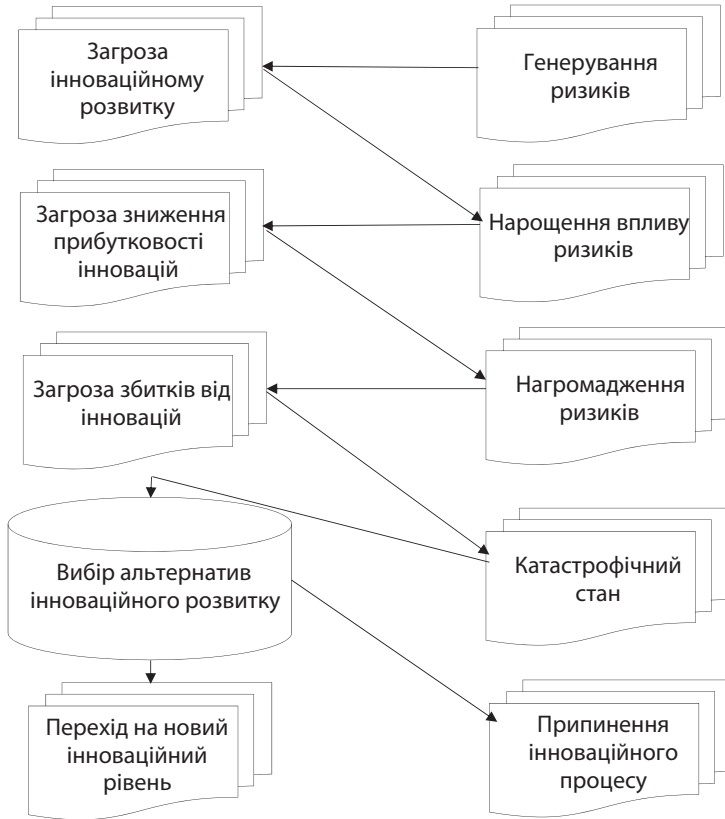 Загроза
інноваційному
розвитку
Генерування
ризиків
Загроза зниження
прибутковості
інновацій
Нарощення впливу
ризиків
Загроза збитків від
інновацій
Нагромадження
ризиків
Вибір альтернатив
інноваційного розвитку
Катастрофічний
стан
Перехід на новий
інноваційний
рівень
Припинення
інноваційного
процесу